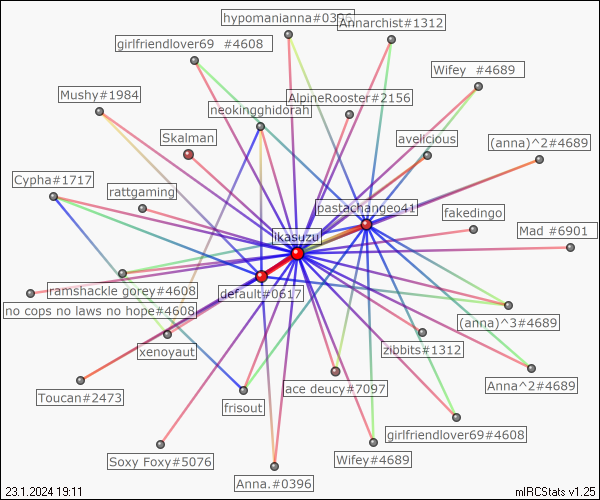 hypomanianna#0396
Annarchist#1312
girlfriendlover69 #4608
Wifey #4689
Mushy#1984
AlpineRooster#2156
neokingghidorah
Skalman
avelicious
(anna)^2#4689
Cypha#1717
rattgaming
pastachangeo41
fakedingo
ikasuzu
Mad #6901
ramshackle gorey#4608
default#0617
no cops no laws no hope#4608
(anna)^3#4689
xenoyaut
zibbits#1312
ace deucy#7097
Anna^2#4689
Toucan#2473
frisout
girlfriendlover69#4608
Soxy Foxy#5076
Wifey#4689
Anna.#0396
23.1.2024 19:11
mIRCStats v1.25